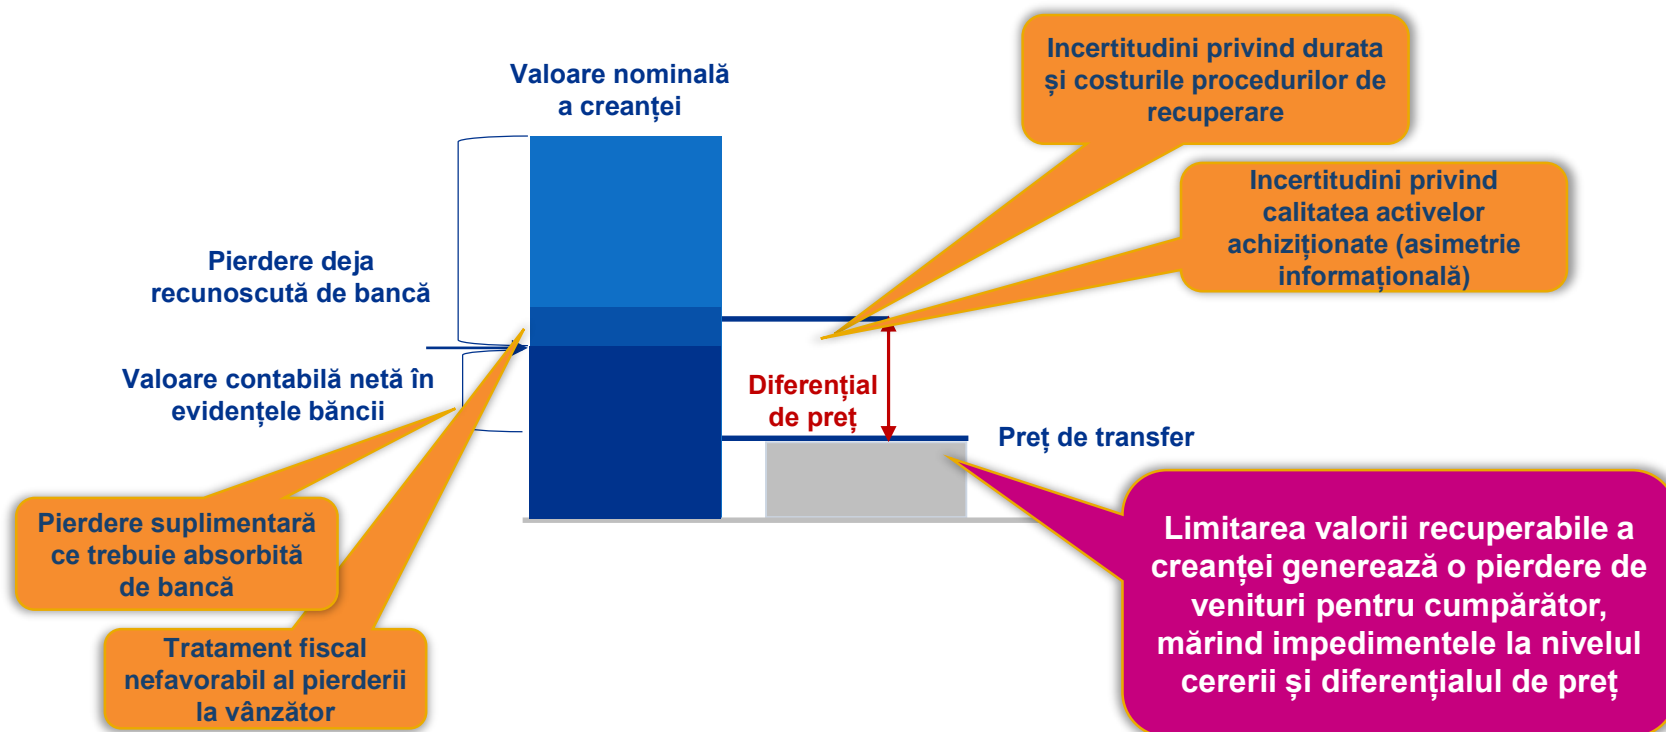 Valoare nominală
a creanței
Incertitudini privind durata
și costurile procedurilor de
recuperare
Incertitudini privind
calitatea activelor
achiziționate (asimetrie
informațională)
Pierdere deja
recunoscută de bancă
Valoare contabilă netă în
evidențele băncii
Diferențial
de preț
Preț de transfer
Pierdere suplimentară
ce trebuie absorbită
de bancă
Tratament fiscal
nefavorabil al pierderii
la vânzător
Limitarea valorii recuperabile a
creanței generează o pierdere de
venituri pentru cumpărător,
mărind impedimentele la nivelul
cererii și diferențialul de preț